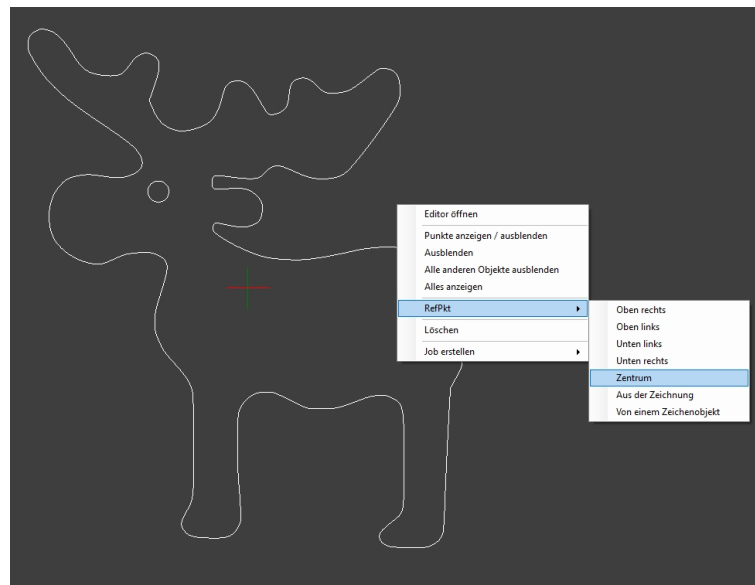 Editor öffnen
Punkte anzeigen / ausblenden
Ausblenden
Alle anderen Objekte ausblenden
Alles anzeigen
RefPkt
Löschen
Job erstellen
Oben rechts
Oben links
Unten links
Unten rechts
Zentrum
Aus der Zeichnung
Von einem Zeichenobjekt